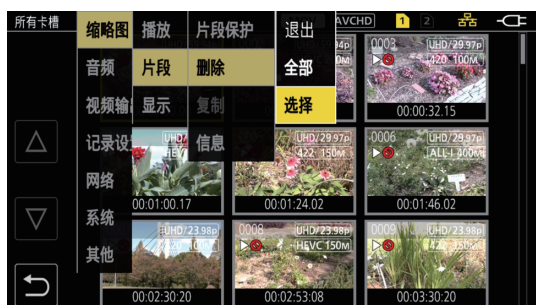 所有卡槽
AVCHD 1 2
缩略图 播放 片段保护 退出
音频 片段 删除 全部
视频输 显示 复制 选择
记录设 信息
网络
系统
其他
0003 UHD/29.97p
420 100M
00:00:32.15
UHD/
HEV
00:01:00.17
UHD/29.97p
422 150M
00:01:24.02
0006 UHD/29.97p
ALL-I 400M
00:01:46.02
UHD/23.98p
00:02:30:20
0008 UHD/23.98p
HEVC 150M
00:02:53:08
0009 UHD/23.98p
00:03:30:20